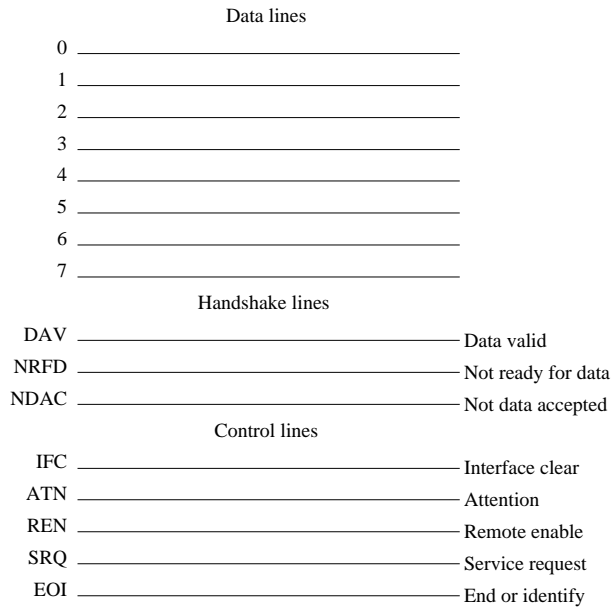 Data lines
0
1
2
3
4
5
6
7
Handshake lines
DAV Data valid
NRFD Not ready for data
NDAC Not data accepted
Control lines
IFC Interface clear
ATN Attention
REN Remote enable
SRQ Service request
EOI End or identify